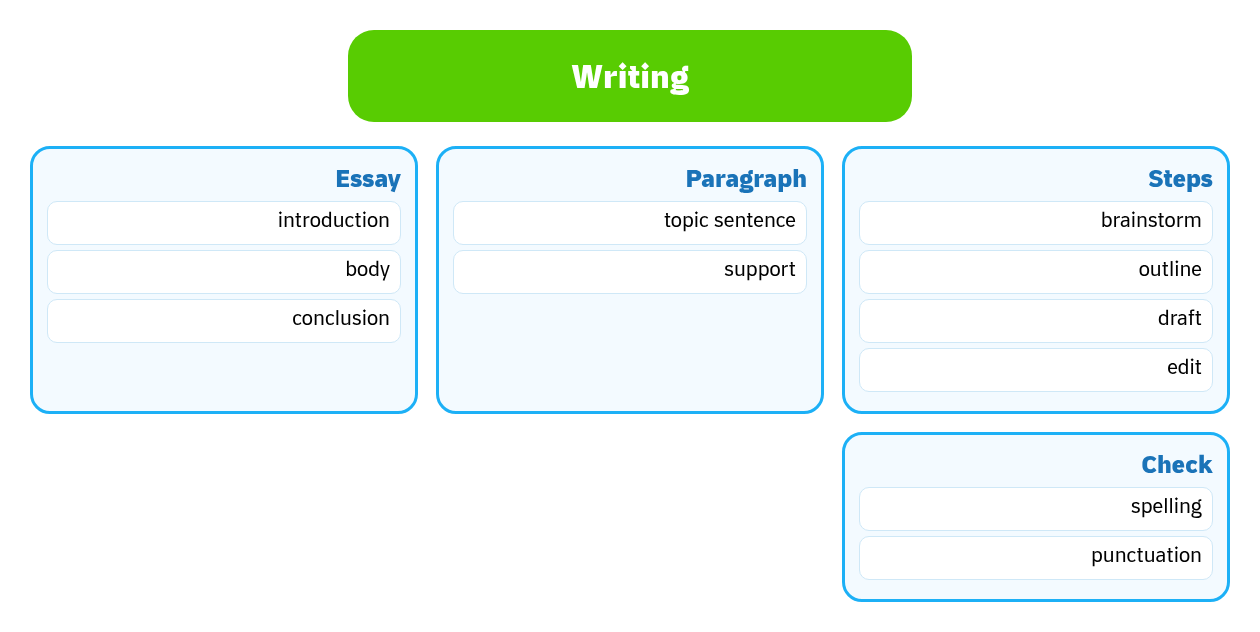 Writing
Steps
brainstorm
outline
draft
edit
Paragraph
topic sentence
support
Essay
introduction
body
conclusion
Check
spelling
punctuation